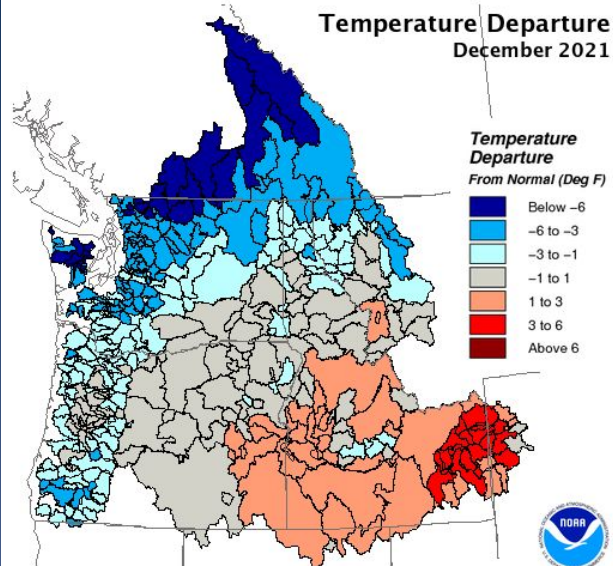 Temperature Departure
December 2021
Temperature
Departure
From Normal (Deg F)
Below -6
-6 to -3
-3 to -1
-1 to 1
1 to 3
3 to 6
Above 6
NOAA